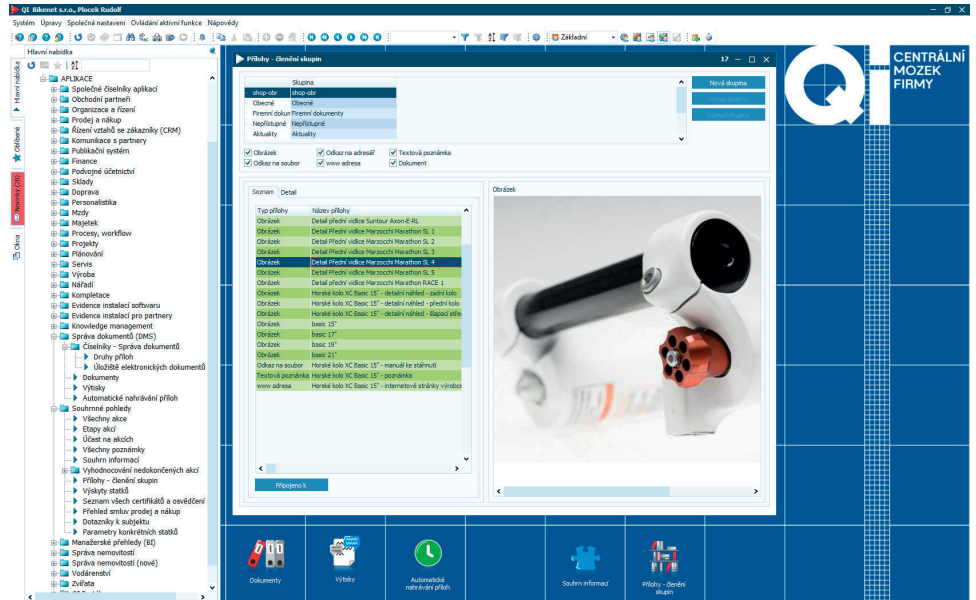 QI Bikenet s.r.o., Plocek Rudolf
Systém Úpravy Společná nastavení Ovládání aktivní funkce Nápovědy
Základní
Hlavní nabídka
Hlavní nabídka
Oblíbené
Novinky (20)
Okna
APLIKACE
Společné číselníky aplikací
Obchodní partneři
Organizace a řízení
Prodej a nákup
Řízení vztahů se zákazníky (CRM)
Komunikace s partnery
Publikační systém
Finance
Podvojné účetnictví
Sklady
Doprava
Personalistika
Mzdy
Majetek
Procesy, workflow
Projekty
Plánování
Servis
Výroba
Nářadí
Kompletace
Evidence instalací softwaru
Evidence instalací pro partnery
Knowledge management
Správa dokumentů (DMS)
Číselníky - Správa dokumentů
Druhy příloh
Úložiště elektronických dokumentů
Dokumenty
Výtisky
Automatické nahrávání příloh
Souhrnné pohledy
Všechny akce
Etapy akcí
Účast na akcích
Všechny poznámky
Souhrn informací
Vyhodnocování nedokončených akcí
Přílohy - členění skupin
Výskyty statků
Seznam všech certifikátů a osvědčení
Přehled smluv prodej a nákup
Dotazníky k subjektu
Parametry konkrétních statků
Manažerské přehledy (BI)
Správa nemovitostí
Správa nemovitostí (nové)
Vodárenství
Zvířata
Přílohy - členění skupin 17
Skupina
shop-obr shop-obr
Obecné Obecné
Firemní dokum Firemní dokumenty
Nepřístupné Nepřístupné
Aktuality Aktuality
Nová skupina
Obrázek Odkaz na adresář Textová poznámka
Odkaz na soubor www adresa Dokument
Seznam Detail
Typ přílohy Název přílohy
Obrázek Detail přední vidlice Suntour Axon-E-RL
Obrázek Detail Přední vidlice Marzocchi Marathon SL 1
Obrázek Detail Přední vidlice Marzocchi Marathon SL 2
Obrázek Detail Přední vidlice Marzocchi Marathon SL 3
Obrázek Detail Přední vidlice Marzocchi Marathon SL 4
Obrázek Detail Přední vidlice Marzocchi Marathon SL 5
Obrázek Detail přední vidlice Marzocchi Marathon RACE 1
Obrázek Horské kolo XC Basic 15" - detailní náhled - zadní kolo
Obrázek Horské kolo XC Basic 15" - detailní náhled - přední kolo
Obrázek Horské kolo XC Basic 15" - detailní náhled - šlapací stře
Obrázek basic 15"
Obrázek basic 17"
Obrázek basic 19"
Obrázek basic 21"
Odkaz na soubor Horské kolo XC Basic 15" - manuál ke stáhnutí
Textová poznámka Horské kolo XC Basic 15" - poznámka
www adresa Horské kolo XC Basic 15" - internetové stránky výrobce
Připojeno k
Obrázek
QI
CENTRÁLNÍ
MOZEK
FIRMY
Dokumenty
Výtisky
Automatické
nahrávání příloh
Souhrn informací
Přílohy - členění
skupin